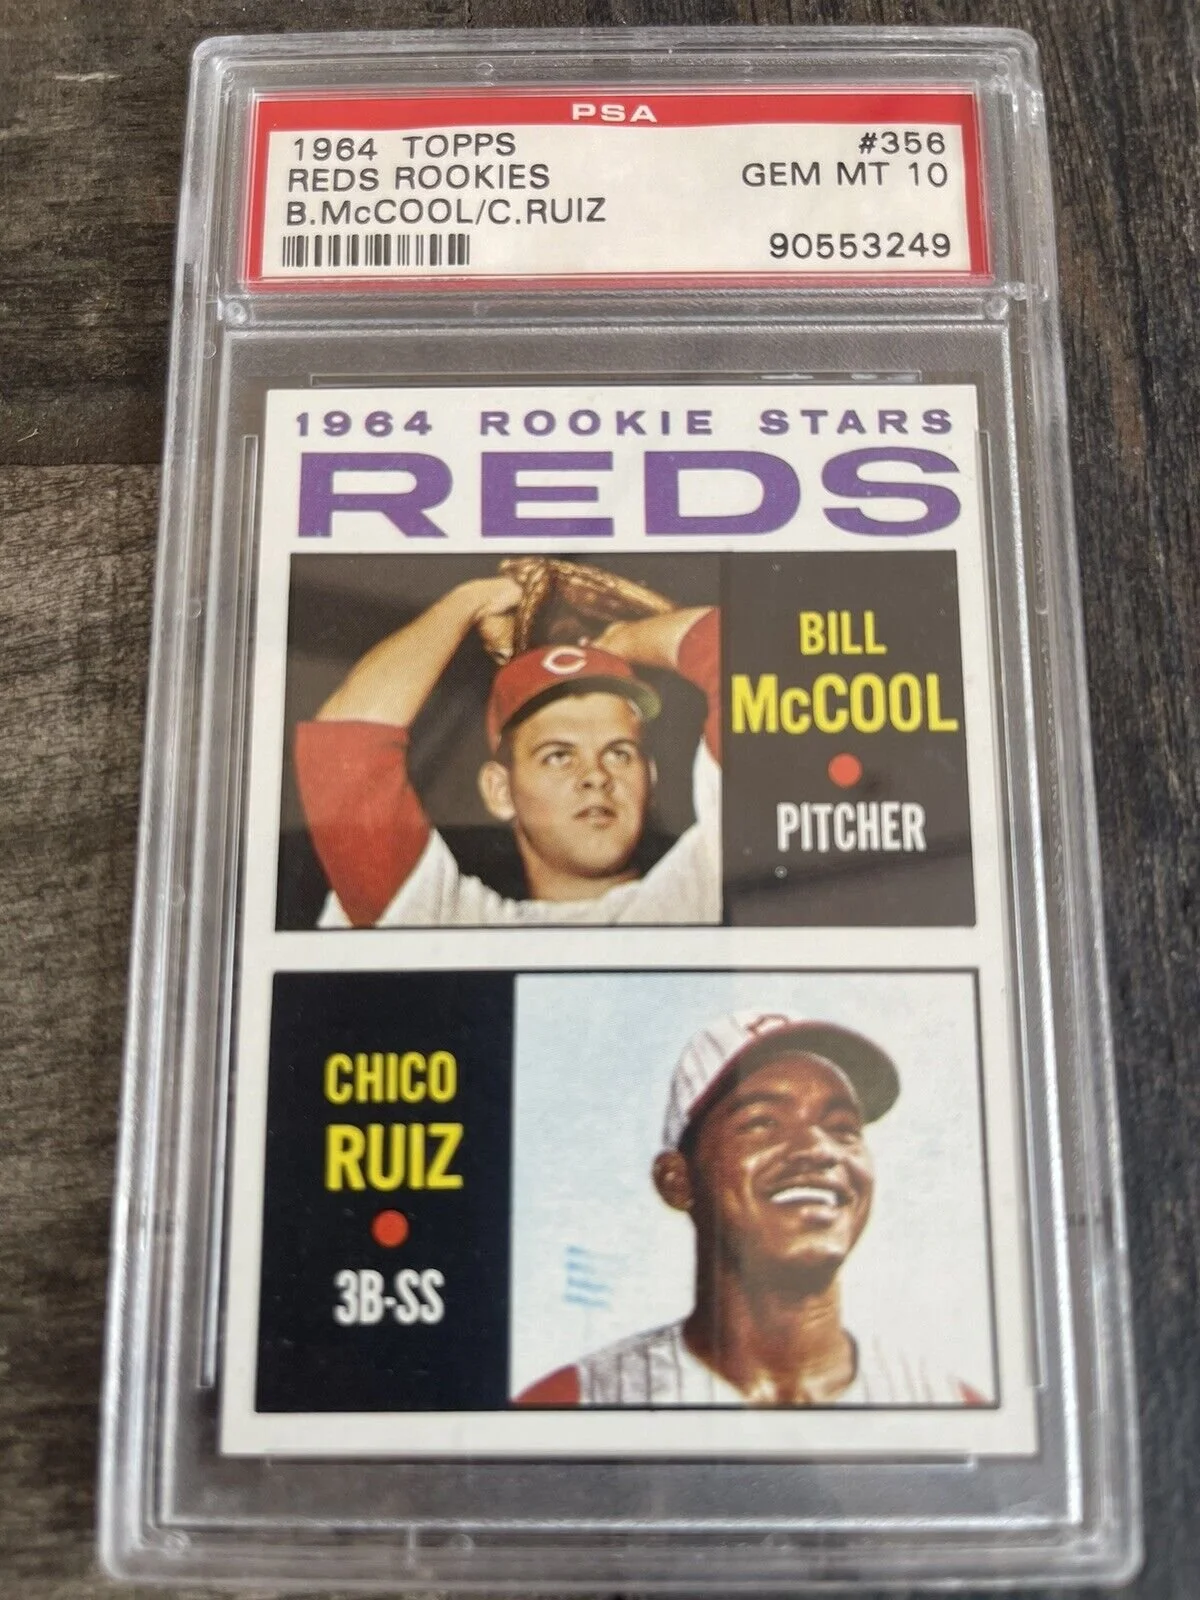 PSA
1964 TOPPS #356
REDS ROOKIES GEM MT 10
B.McCOOL/C.RUIZ
90553249
1964 ROOKIE STARS
REDS
C
BILL
McCOOL
PITCHER
CHICO
RUIZ
3B-SS